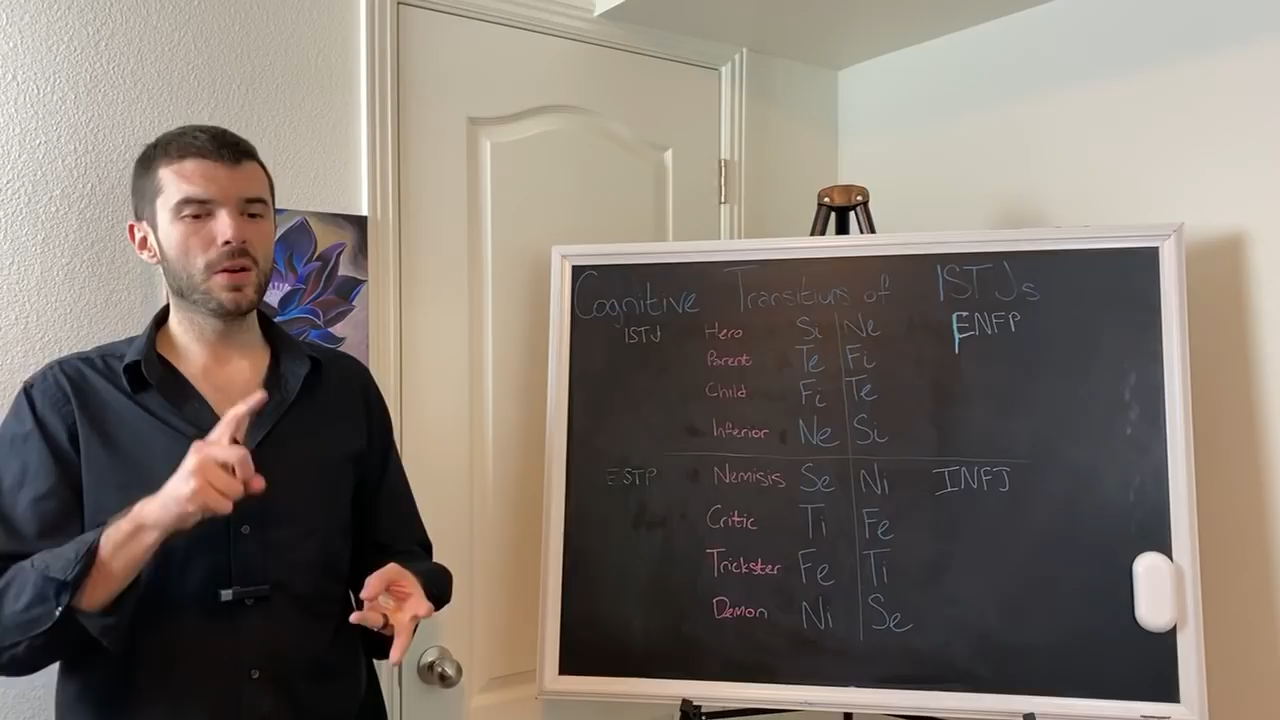 Cognitive Transitions of ISTJs
ISTJ Hero Si Ne ENFP
Parent Te Fi
Child Fi Te
Inferior Ne Si
ESTP Nemisis Se Ni INFJ
Critic Ti Fe
Trickster Fe Ti
Demon Ni Se